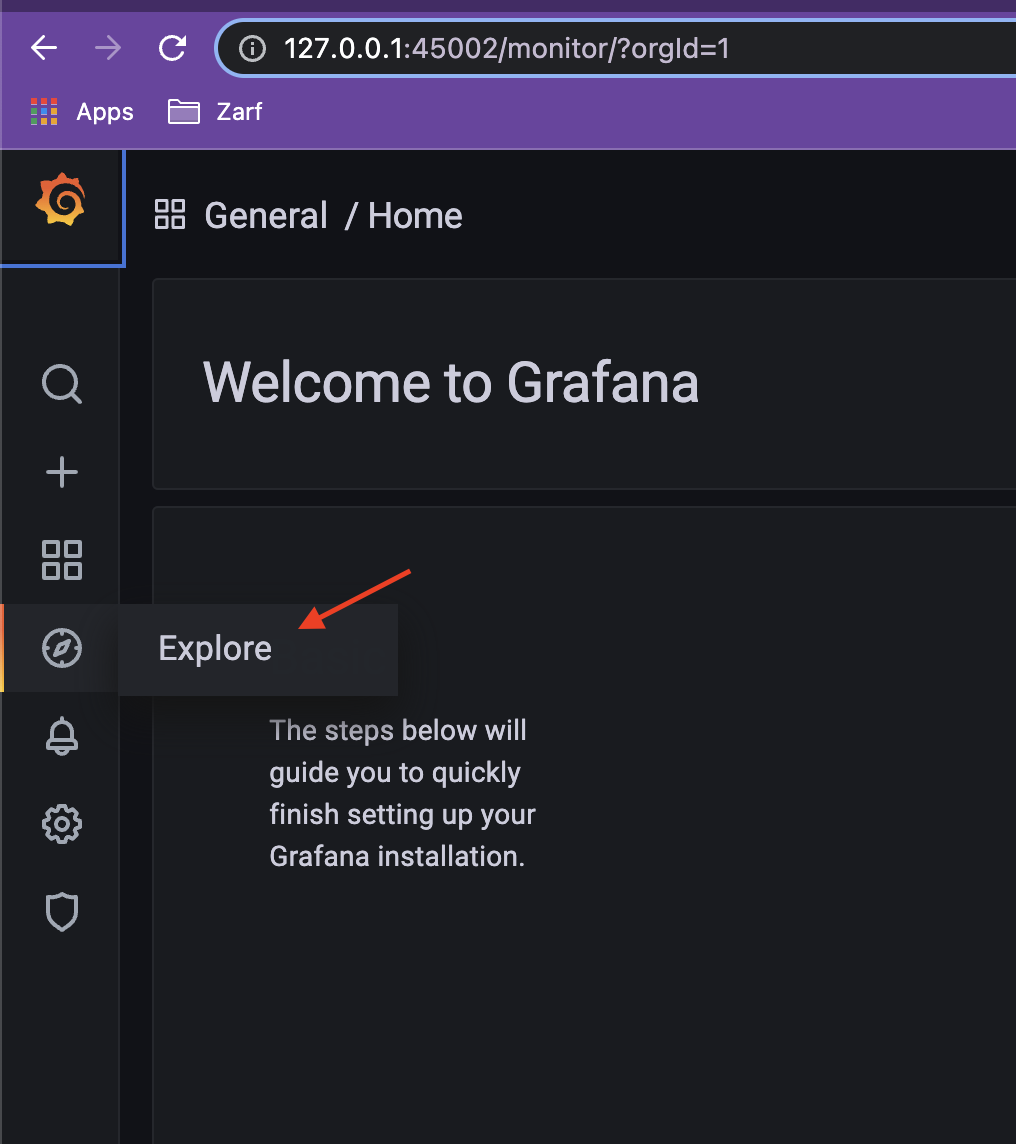 127.0.0.1:45002/monitor/?orgId=1
Apps Zarf
General / Home
Welcome to Grafana
Explore
The steps below will
guide you to quickly
finish setting up your
Grafana installation.